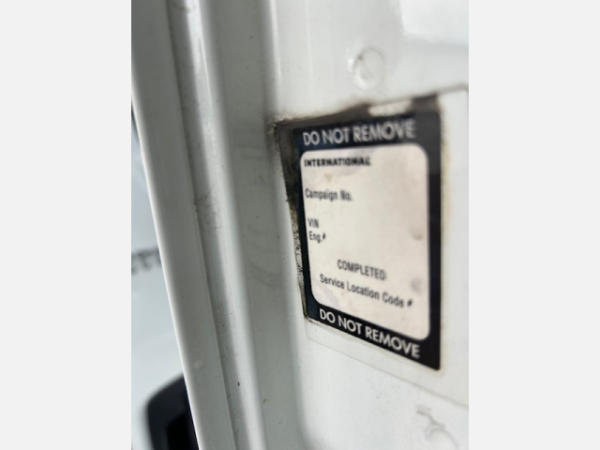 DO NOT REMOVE
INTERNATIONAL
Campaign No.
VIN
Eng.#
COMPLETED
Service Location Code #
DO NOT REMOVE